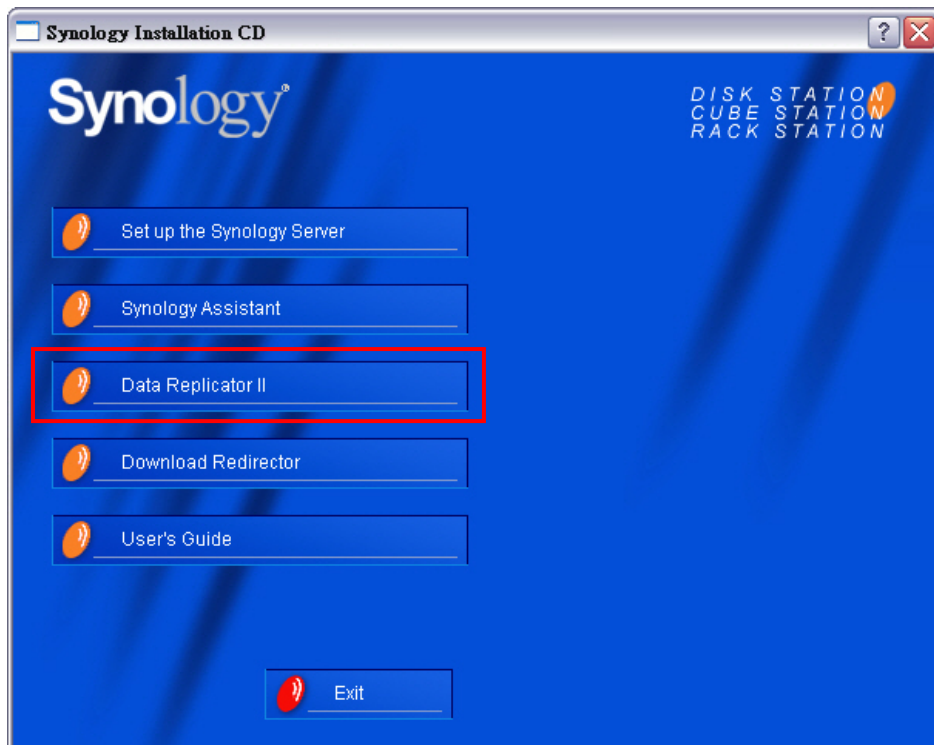 Synology Installation CD
Synology®
DISK STATION
CUBE STATION
RACK STATION
Set up the Synology Server
Synology Assistant
Data Replicator II
Download Redirector
User's Guide
Exit